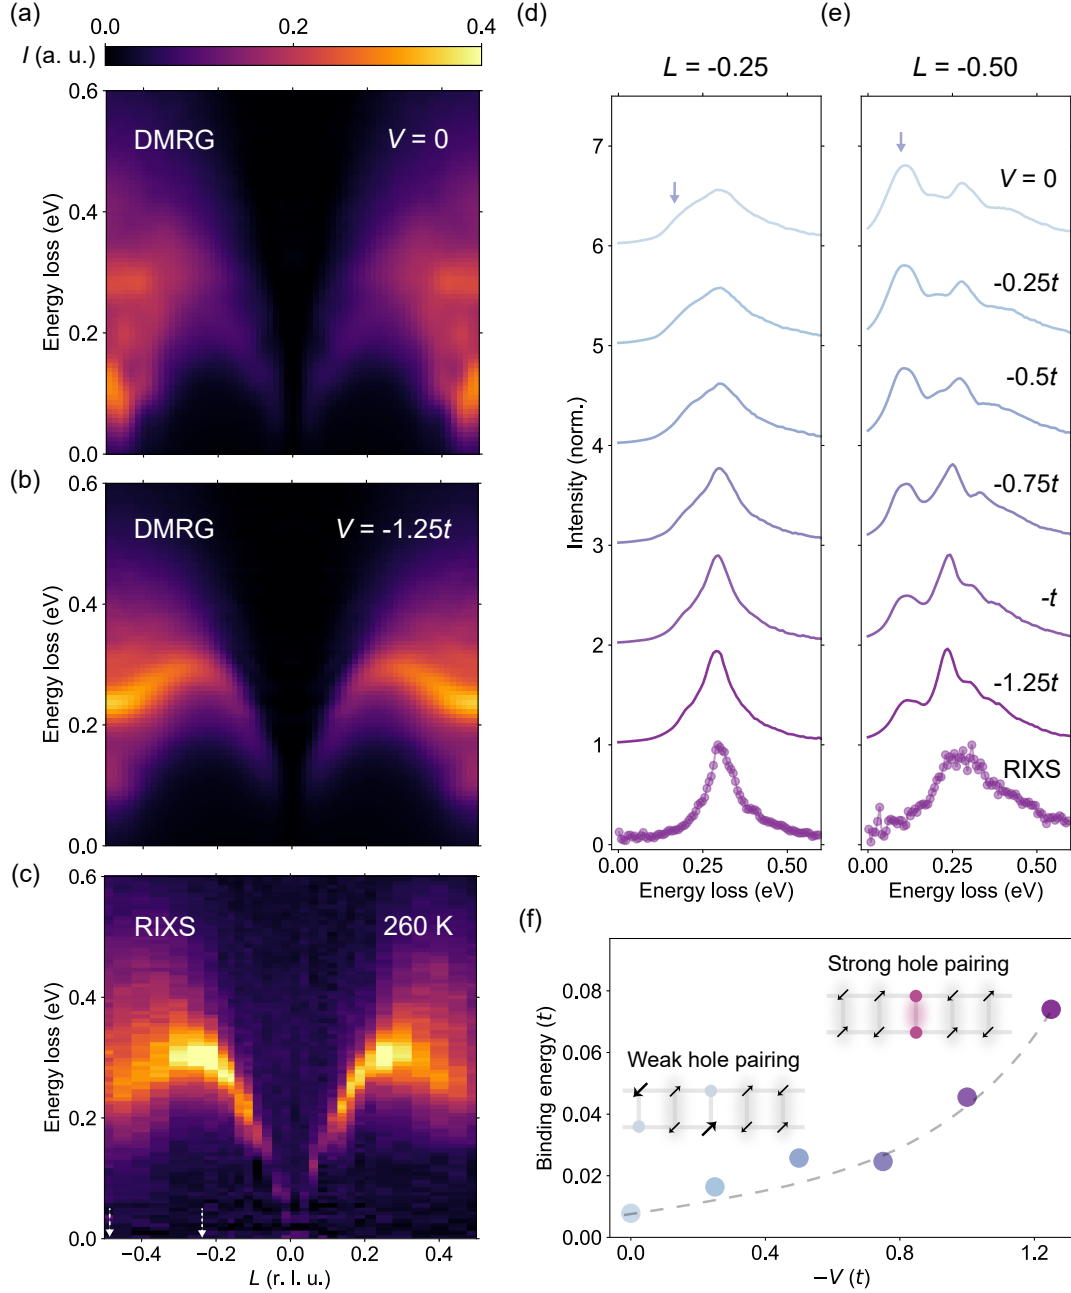 (a)
0.0 0.2 0.4
I (a. u.)
0.6
DMRG V = 0
0.4
Energy loss (eV)
0.2
0.0
(b)
0.6
DMRG V = -1.25t
0.4
Energy loss (eV)
0.2
0.0
(c)
0.6
RIXS 260 K
0.4
Energy loss (eV)
0.2
0.0
−0.4 −0.2 0.0 0.2 0.4
L (r. l. u.)
(d)
L = -0.25
7
6
5
4
Intensity (norm.)
3
2
1
0
0.00 0.25 0.50
Energy loss (eV)
(e)
L = -0.50
V = 0
-0.25t
-0.5t
-0.75t
-t
-1.25t
RIXS
0.00 0.25 0.50
Energy loss (eV)
(f)
Strong hole pairing
Weak hole pairing
0.08
0.06
0.04
0.02
0.00
Binding energy (t)
0.0 0.4 0.8 1.2
−V (t)